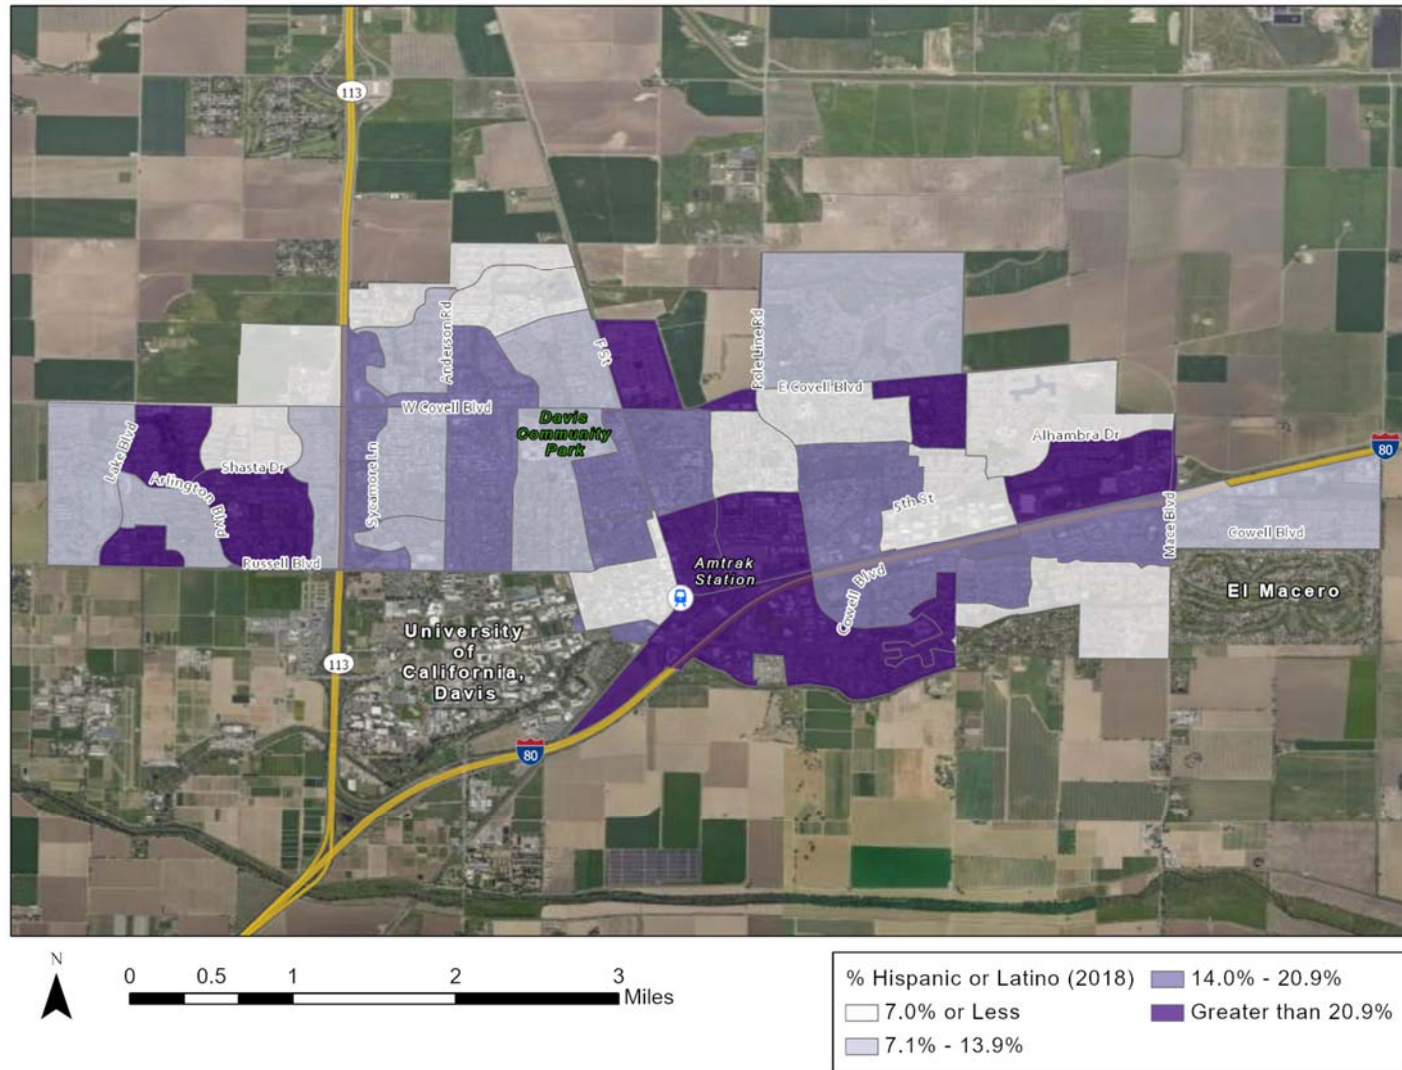 113
F St
Anderson Rd
Pole Line Rd
E Covell Blvd
W Covell Blvd
Davis
Community
Park
Lake Blvd
Alhambra Dr
80
Shasta Dr
Sycamore Ln
Arlington Blvd
5th St
Mace Blvd
Cowell Blvd
Russell Blvd
Amtrak
Station
Cowell Blvd
El Macero
University
of
California,
Davis
113
80
N
0 0.5 1 2 3
Miles
% Hispanic or Latino (2018)
7.0% or Less
7.1% - 13.9%
14.0% - 20.9%
Greater than 20.9%